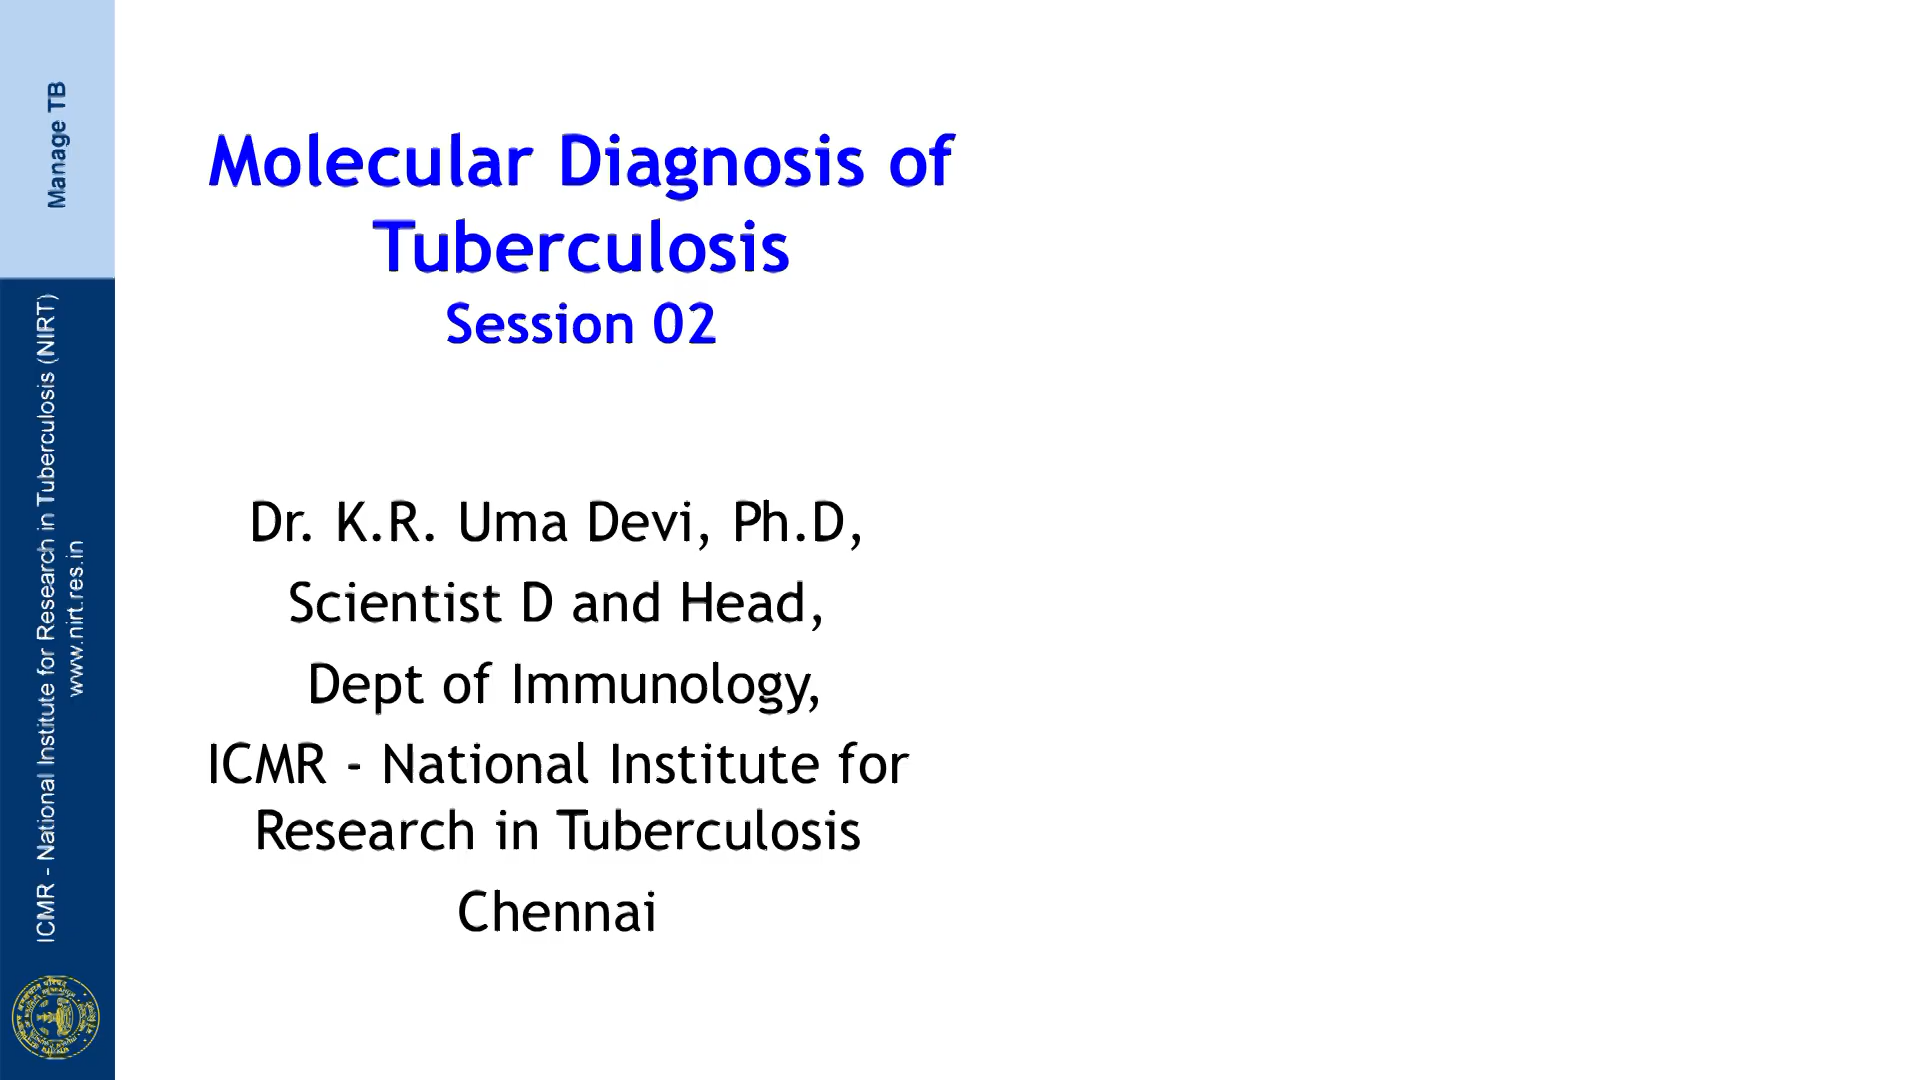 Manage TB
ICMR - National Institute for Research in Tuberculosis (NIRT)
www.nirt.res.in
Molecular Diagnosis of
Tuberculosis
Session 02
Dr. K.R. Uma Devi, Ph.D,
Scientist D and Head,
Dept of Immunology,
ICMR - National Institute for
Research in Tuberculosis
Chennai